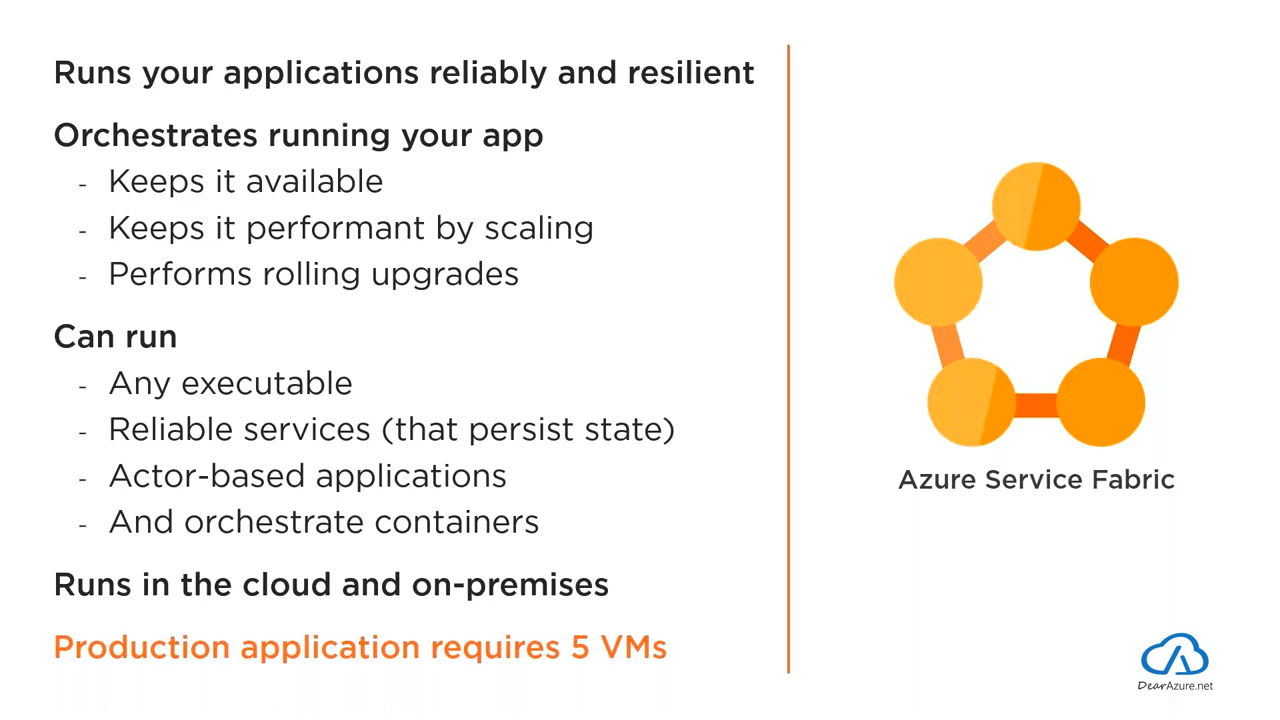 Runs your applications reliably and resilient
Orchestrates running your app
- Keeps it available
- Keeps it performant by scaling
- Performs rolling upgrades
Can run
- Any executable
- Reliable services (that persist state)
- Actor-based applications
- And orchestrate containers
Runs in the cloud and on-premises
Production application requires 5 VMs
Azure Service Fabric
DearAzure.net